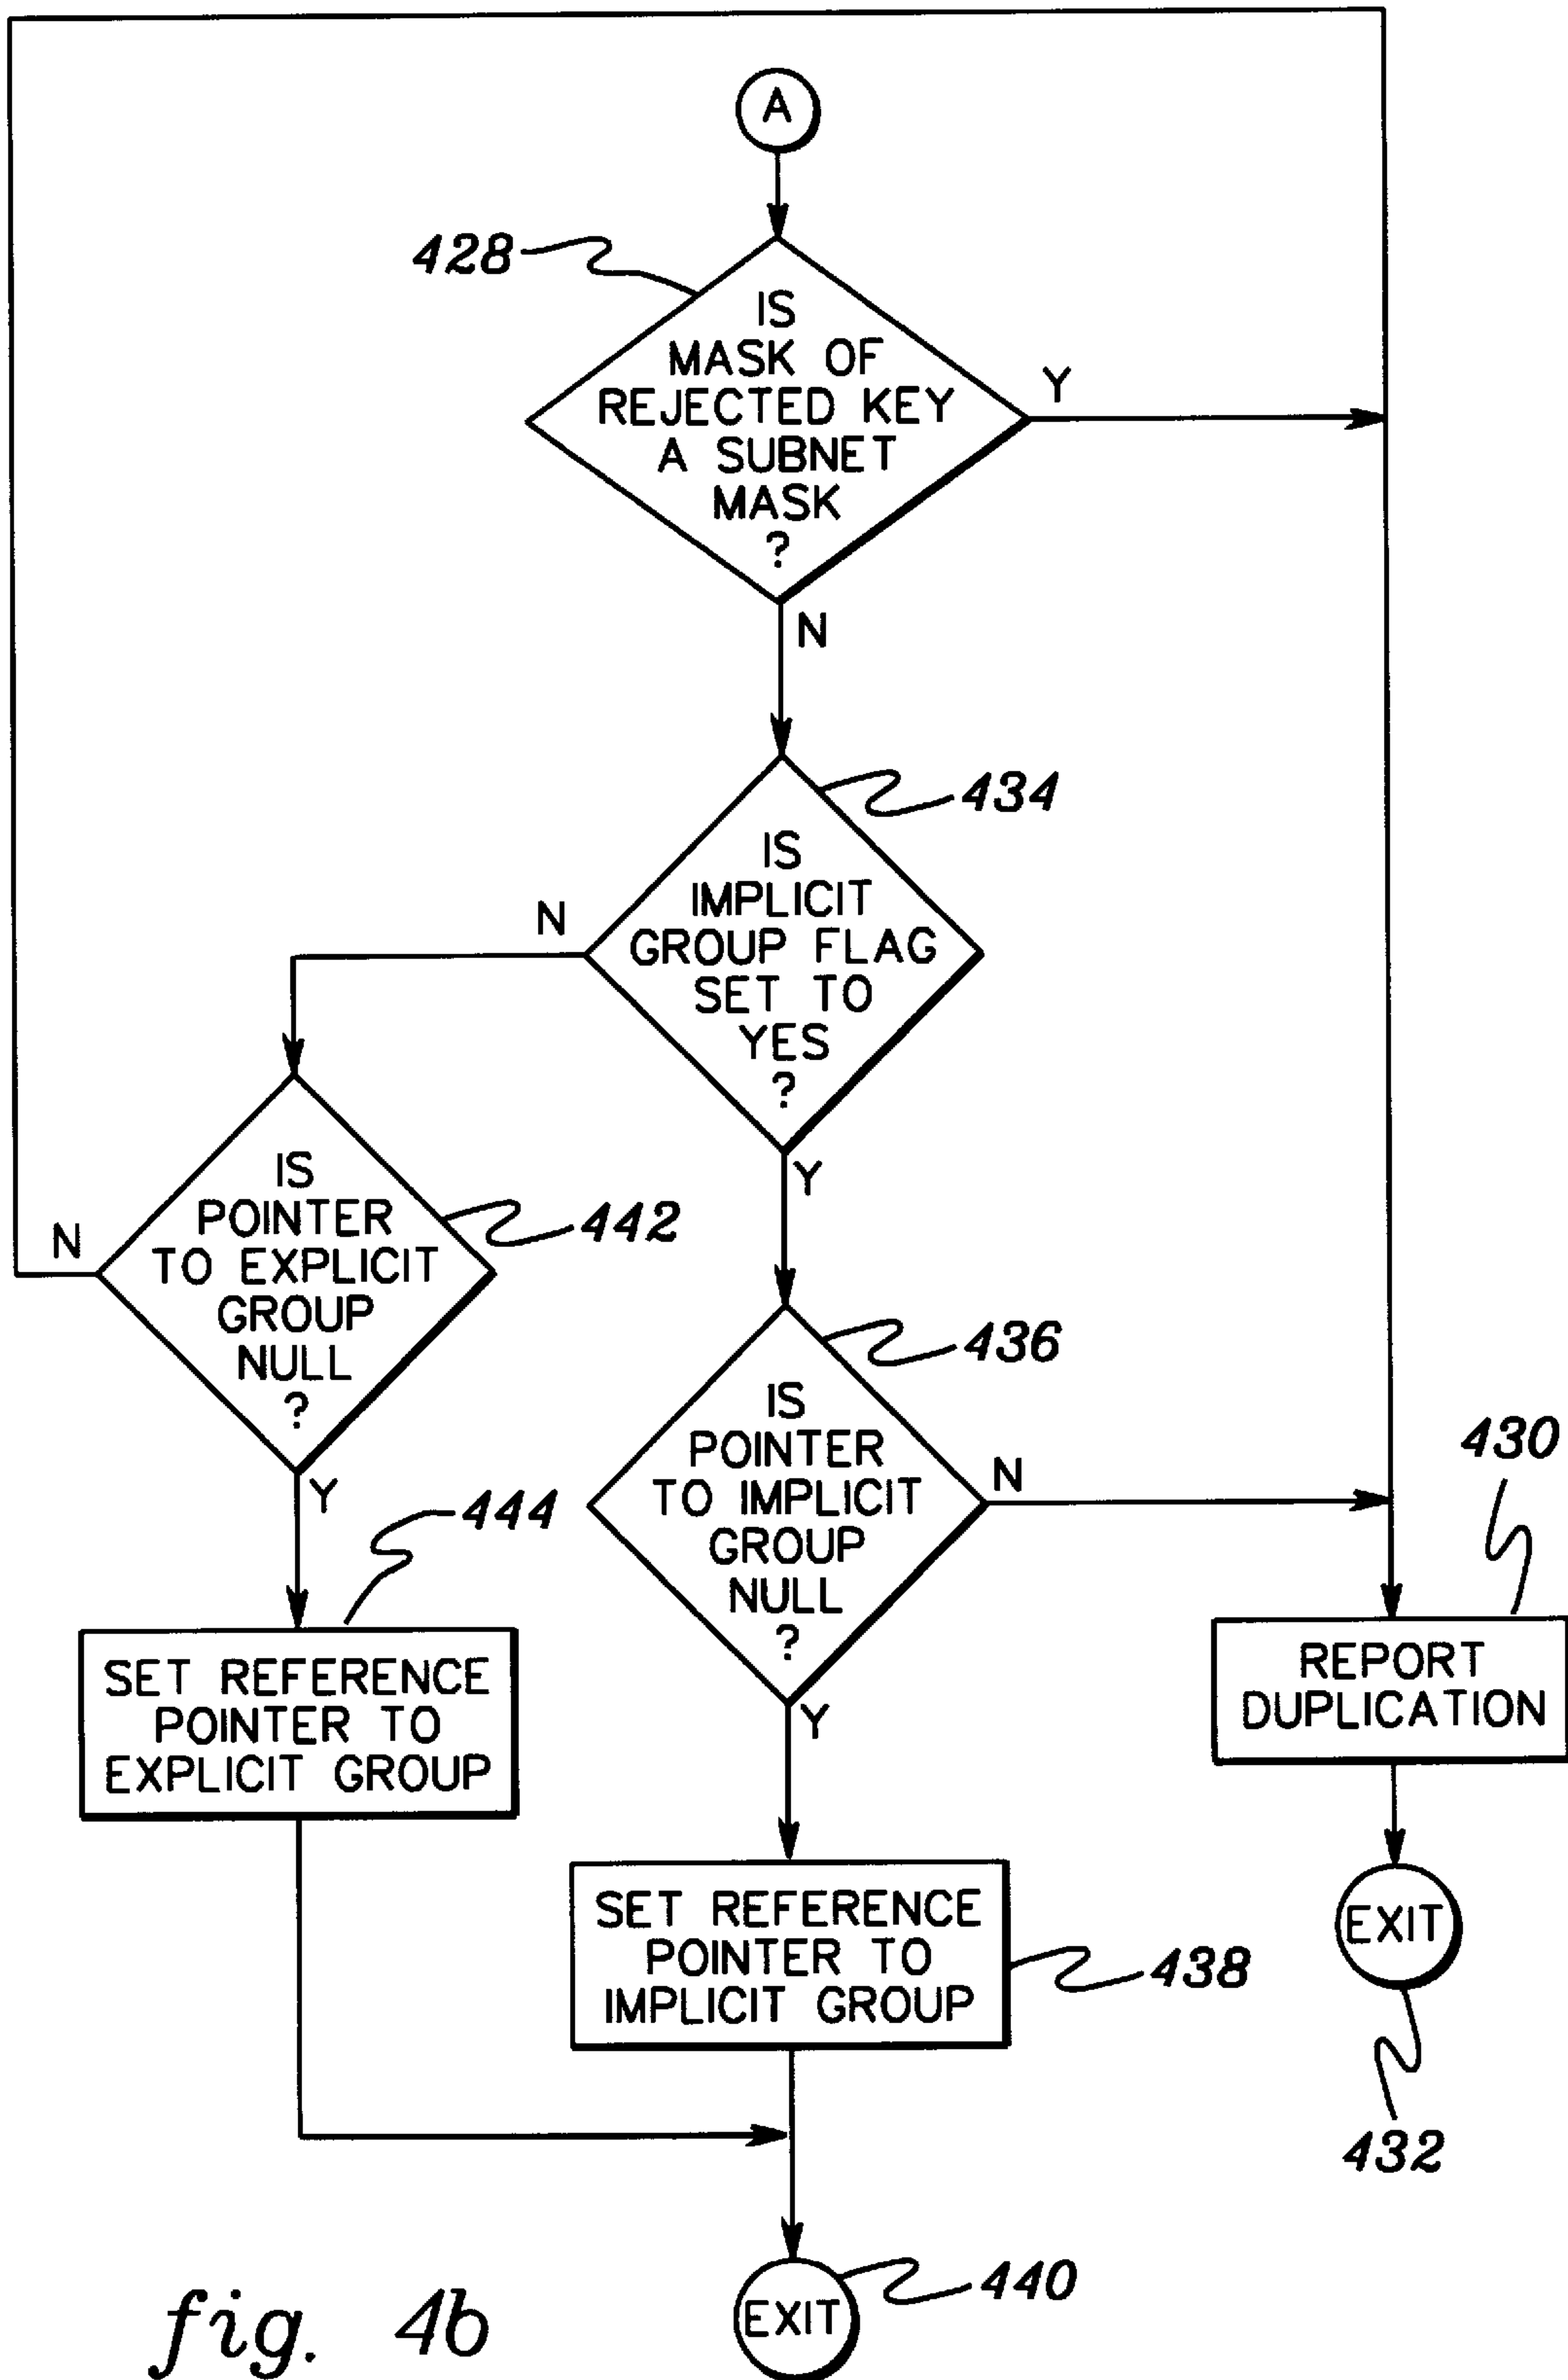 A
428
IS
MASK OF
REJECTED KEY
A SUBNET
MASK
?
Y
N
434
IS
IMPLICIT
GROUP FLAG
SET TO
YES
?
N
Y
442
IS
POINTER
TO EXPLICIT
GROUP
NULL
?
N
Y
436
IS
POINTER
TO IMPLICIT
GROUP
NULL
?
N
Y
430
444
SET REFERENCE
POINTER TO
EXPLICIT GROUP
REPORT
DUPLICATION
SET REFERENCE
POINTER TO
IMPLICIT GROUP
438
EXIT
432
440
EXIT
fig. 4b